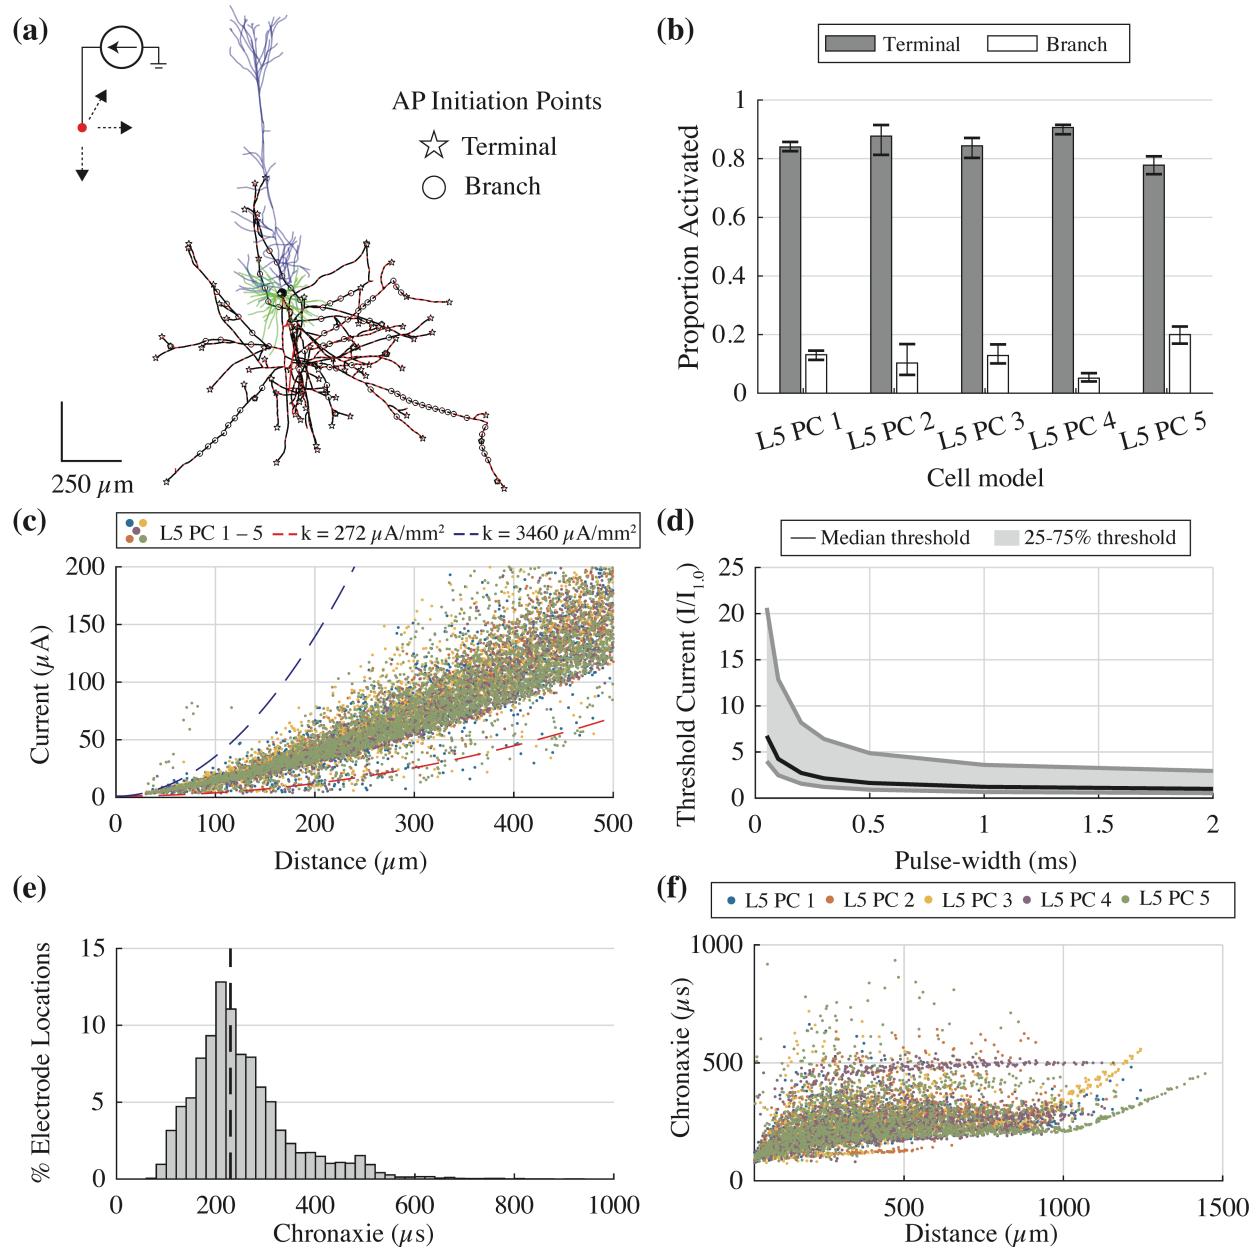 (a)
AP Initiation Points
Terminal
Branch
250 µm
(b)
Terminal Branch
Proportion Activated
1
0.8
0.6
0.4
0.2
0
L5 PC 1 L5 PC 2 L5 PC 3 L5 PC 4 L5 PC 5
Cell model
(c)
L5 PC 1 – 5 k = 272 µA/mm² k = 3460 µA/mm²
Current (µA)
200
150
100
50
0
0 100 200 300 400 500
Distance (µm)
(d)
Median threshold 25-75% threshold
Threshold Current (I/I1.0)
25
20
15
10
5
0
0 0.5 1 1.5 2
Pulse-width (ms)
(e)
% Electrode Locations
15
10
5
0
0 200 400 600 800 1000
Chronaxie (µs)
(f)
L5 PC 1 L5 PC 2 L5 PC 3 L5 PC 4 L5 PC 5
Chronaxie (µs)
1000
500
0
500 1000 1500
Distance (µm)